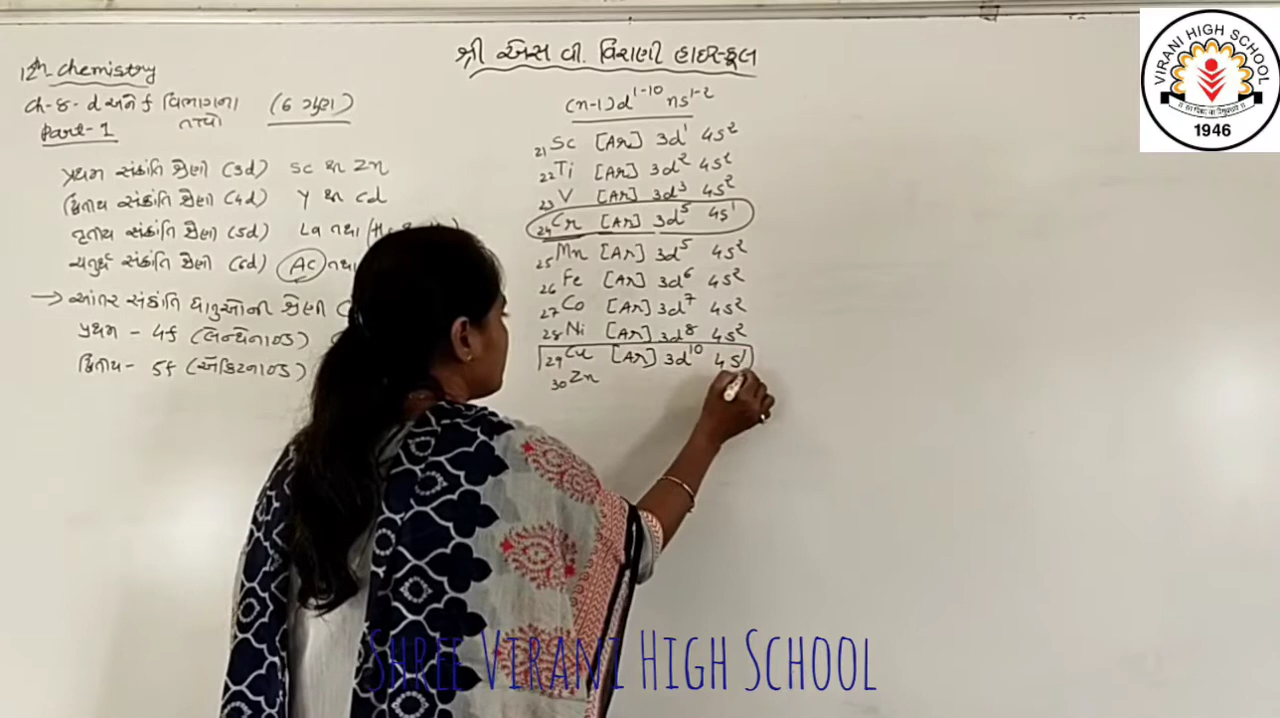 શ્રી એસ વી. વિરાણી હાઇસ્કૂલ
12th Chemistry
Ch-8- d અને f વિભાગના તત્વો (6 ગુણ)
Part-1
પ્રથમ સંક્રાંતિ શ્રેણી (3d) Sc થી Zn
દ્વિતીય સંક્રાંતિ શ્રેણી (4d) Y થી Cd
તૃતીય સંક્રાંતિ શ્રેણી (5d) La તથા
ચતુર્થ સંક્રાંતિ શ્રેણી (6d) Ac તથા
→ આંતર સંક્રાંતિ ધાતુઓની શ્રેણી
પ્રથમ - 4f (લેન્થેનાઇડ)
દ્વિતીય - 5f (એક્ટિનાઇડ)
(n-1)d¹⁻¹⁰ ns¹⁻²
₂₁Sc [Ar] 3d¹ 4s²
₂₂Ti [Ar] 3d² 4s²
₂₃V [Ar] 3d³ 4s²
₂₄Cr [Ar] 3d⁵ 4s¹
₂₅Mn [Ar] 3d⁵ 4s²
₂₆Fe [Ar] 3d⁶ 4s²
₂₇Co [Ar] 3d⁷ 4s²
₂₈Ni [Ar] 3d⁸ 4s²
₂₉Cu [Ar] 3d¹⁰ 4s¹
₃₀Zn
VIRANI HIGH SCHOOL
1946
SHREE VIRANI HIGH SCHOOL